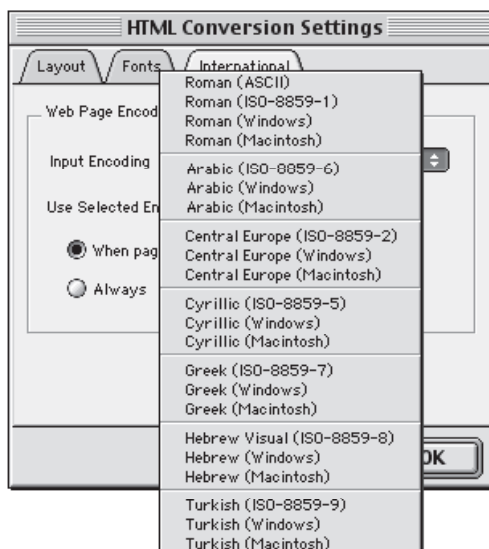 HTML Conversion Settings
Layout Fonts International
Web Page Encod
Input Encoding
Use Selected En
When pag
Always
Roman (ASCII)
Roman (ISO-8859-1)
Roman (Windows)
Roman (Macintosh)
Arabic (ISO-8859-6)
Arabic (Windows)
Arabic (Macintosh)
Central Europe (ISO-8859-2)
Central Europe (Windows)
Central Europe (Macintosh)
Cyrillic (ISO-8859-5)
Cyrillic (Windows)
Cyrillic (Macintosh)
Greek (ISO-8859-7)
Greek (Windows)
Greek (Macintosh)
Hebrew Visual (ISO-8859-8)
Hebrew (Windows)
Hebrew (Macintosh)
Turkish (ISO-8859-9)
Turkish (Windows)
Turkish (Macintosh)
OK